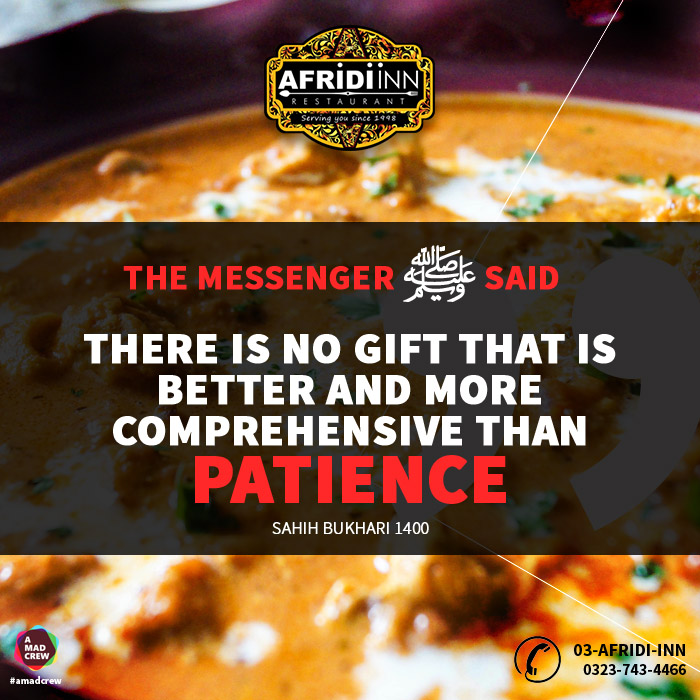 AFRIDI INN
RESTAURANT
Serving you since 1998
THE MESSENGER ﷺ SAID
THERE IS NO GIFT THAT IS
BETTER AND MORE
COMPREHENSIVE THAN
PATIENCE
SAHIH BUKHARI 1400
A
MAD
CREW
#amadcrew
03-AFRIDI-INN
0323-743-4466